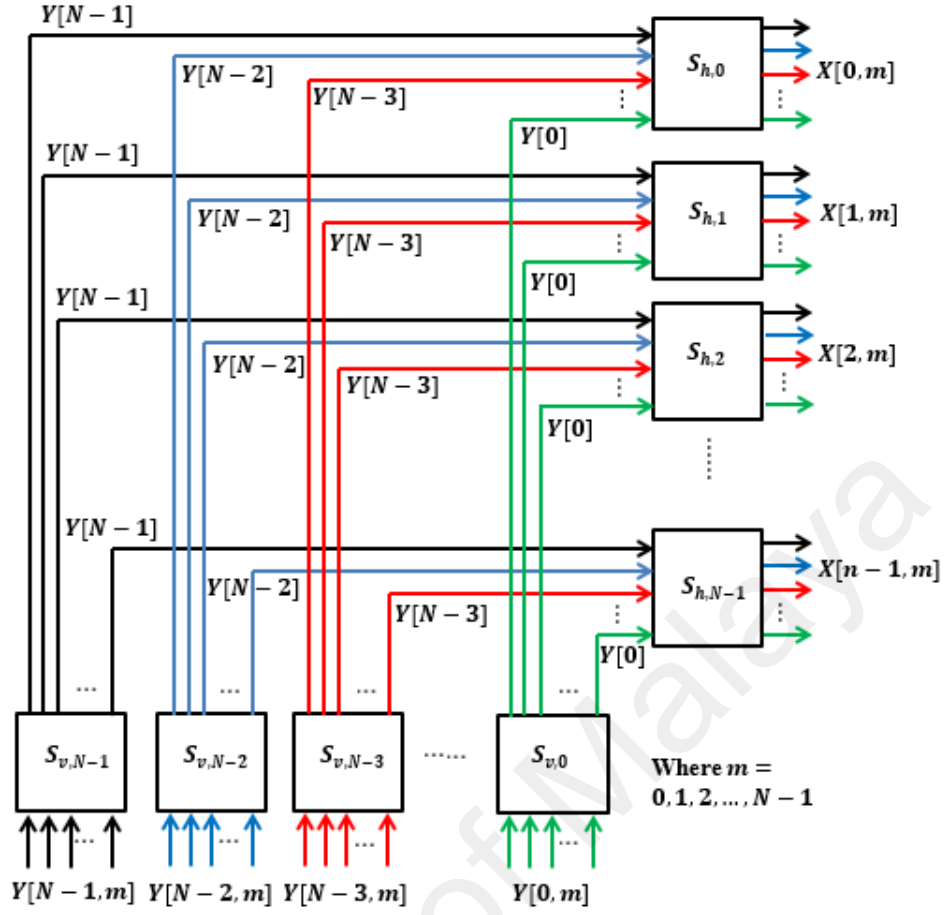 Y[N−1]
S_{h,0}
Y[N−2]
X[0,m]
Y[N−3]
⋮ ⋮
Y[0]
Y[N−1]
S_{h,1}
Y[N−2]
X[1,m]
Y[N−3]
⋮ ⋮
Y[0]
Y[N−1]
S_{h,2}
Y[N−2]
X[2,m]
Y[N−3]
⋮ ⋮
Y[0]
⋮
Y[N−1]
S_{h,N−1}
Y[N−2]
X[n−1,m]
Y[N−3]
⋮ ⋮
Y[0]
... ... ... ...
S_{v,N−1} S_{v,N−2} S_{v,N−3} ...... S_{v,0}
Where m =
0,1,2,...,N−1
... ... ... ...
Y[N−1,m] Y[N−2,m] Y[N−3,m] Y[0,m]
of Malaya